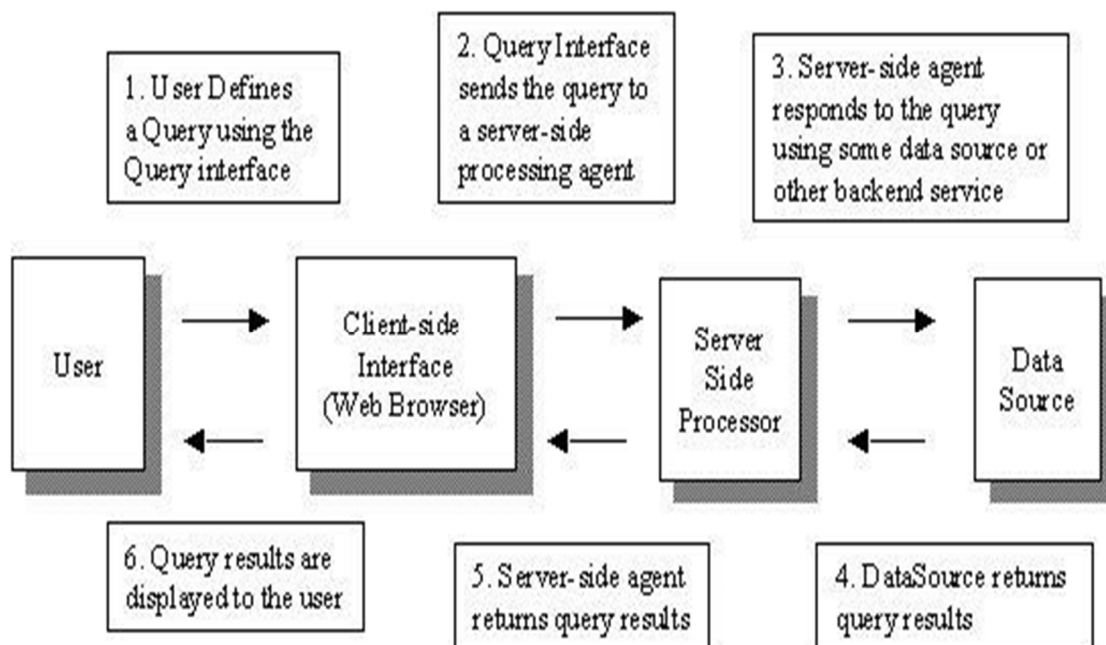 1. User Defines
a Query using the
Query interface
2. Query Interface
sends the query to
a server-side
processing agent
3. Server-side agent
responds to the query
using some data source or
other backend service
User
Client-side
Interface
(Web Browser)
Server
Side
Processor
Data
Source
6. Query results are
displayed to the user
5. Server-side agent
returns query results
4. DataSource returns
query results